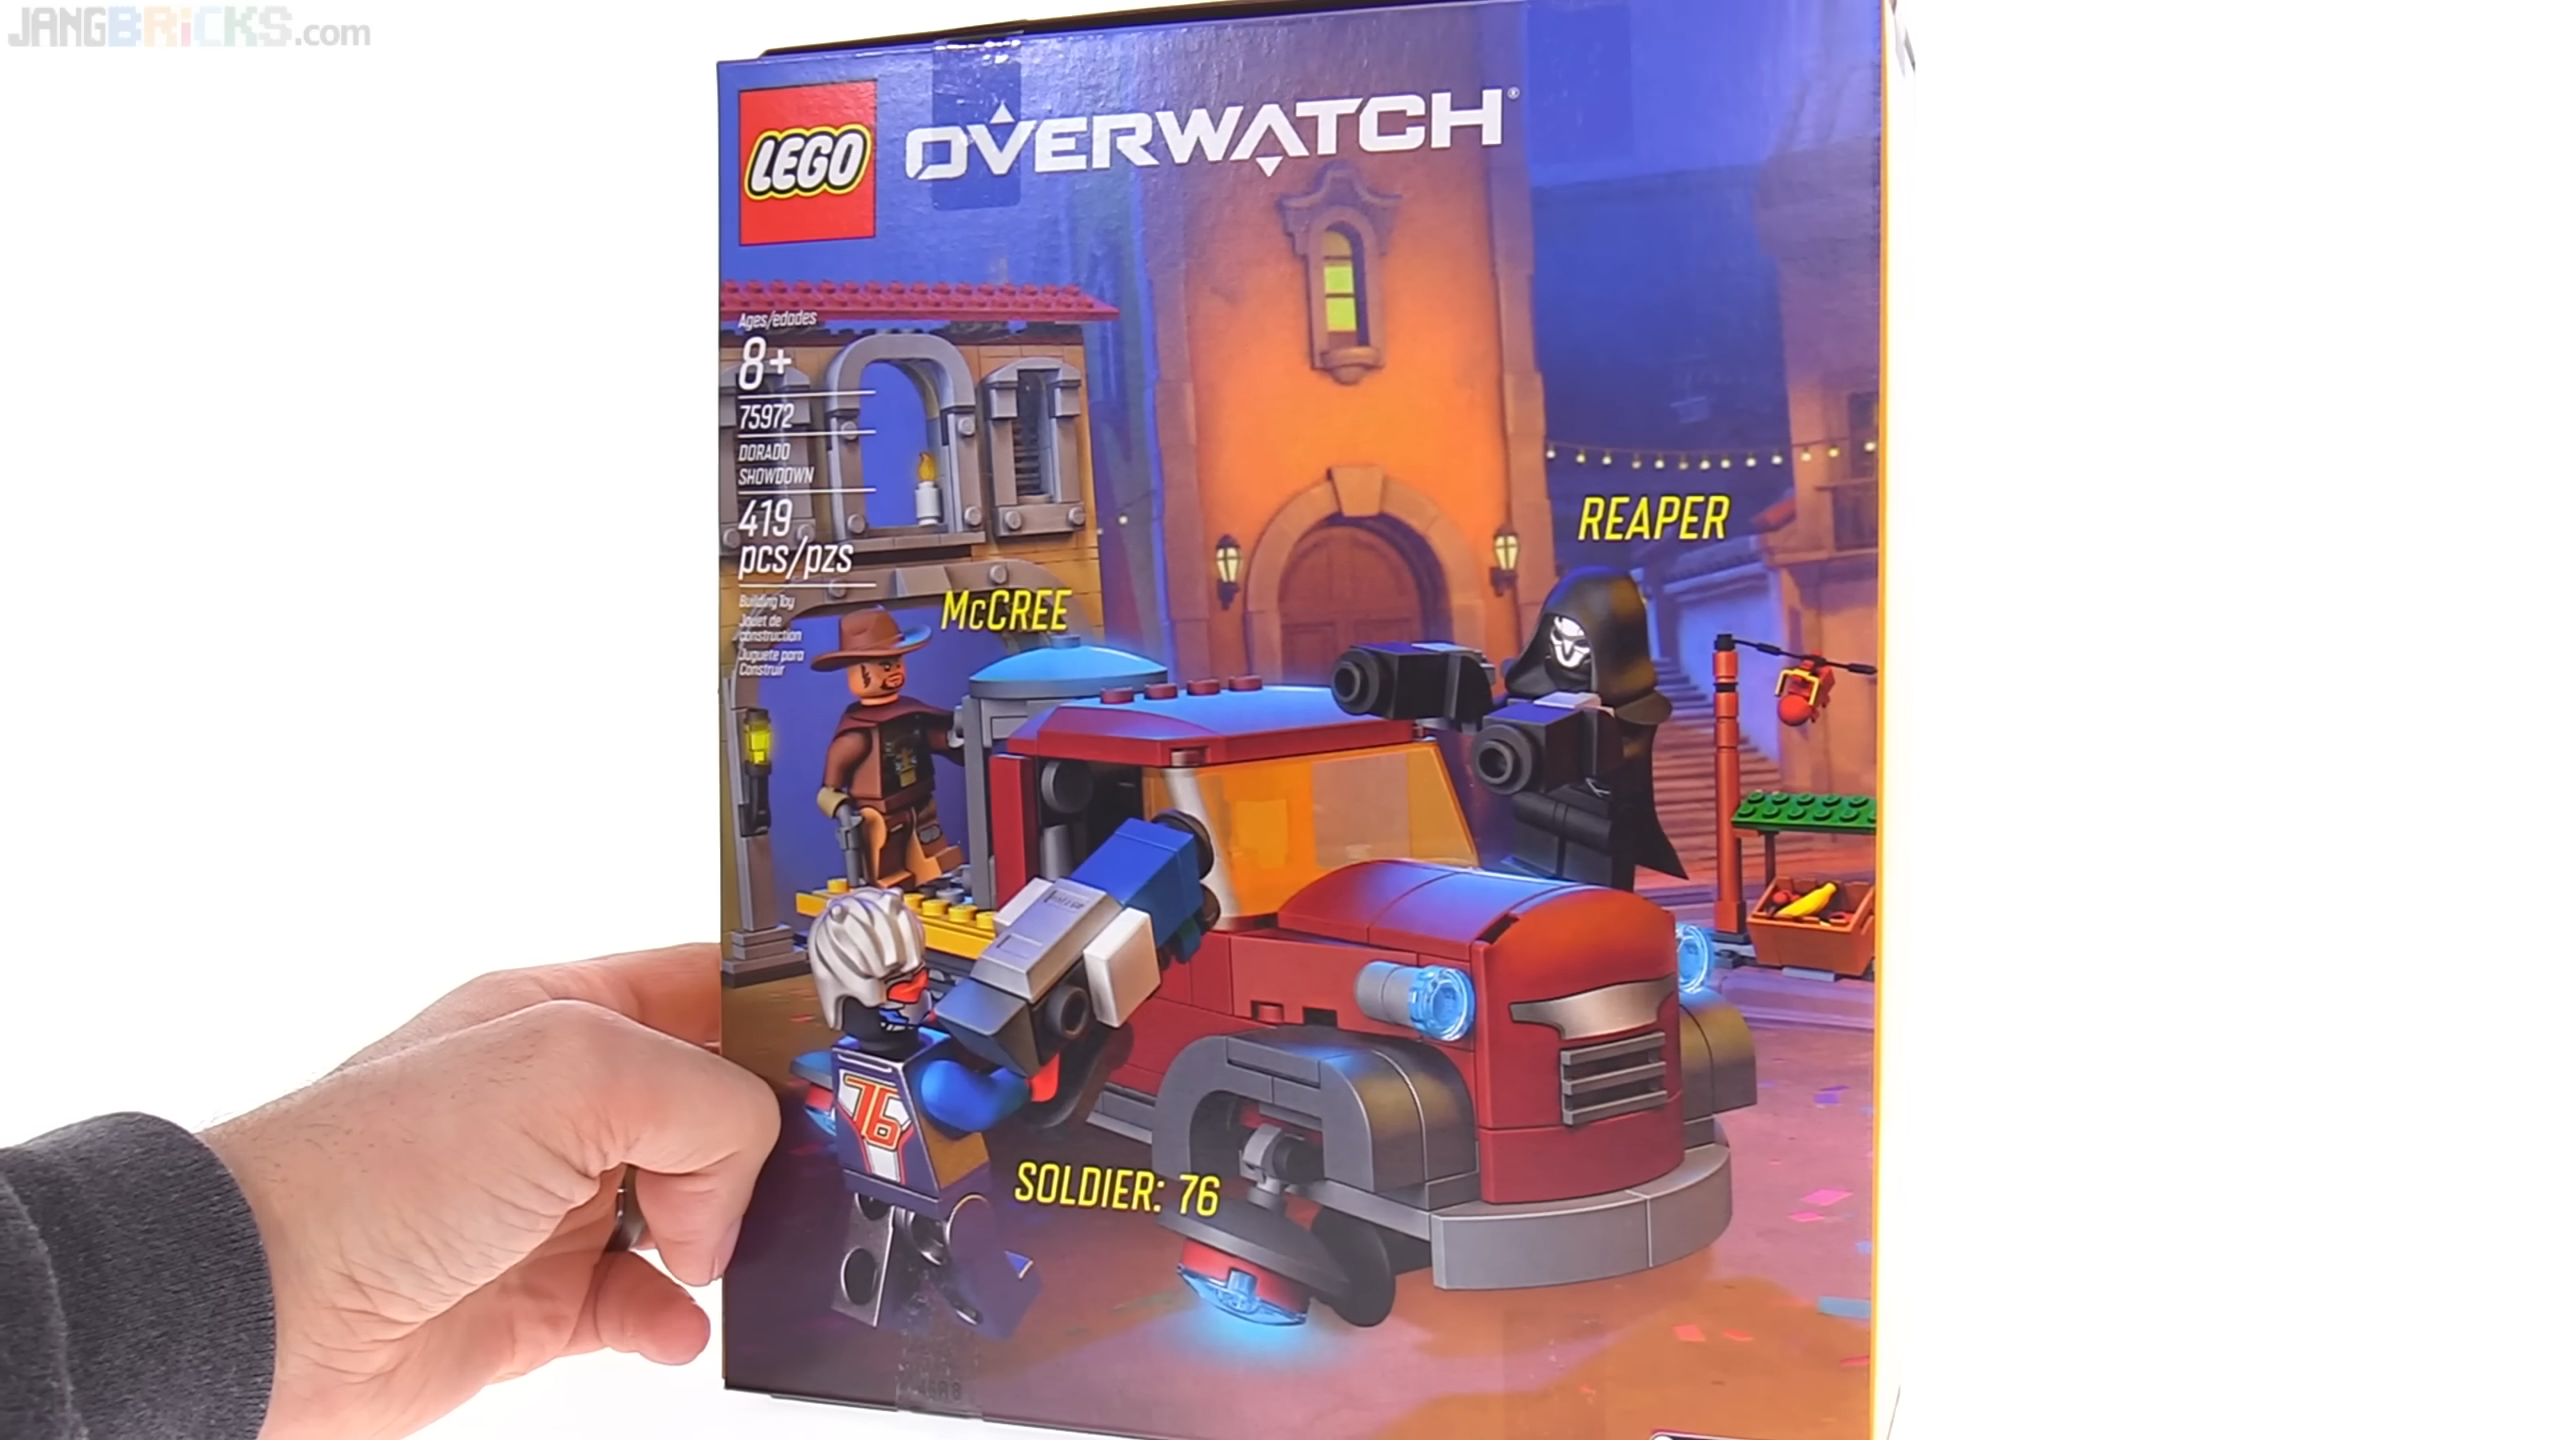 JANGBRiCKS.com
LEGO
OVERWATCH®
Ages/edades
8+
75972
DORADO
SHOWDOWN
419
pcs/pzs
Building Toy
Jouet de
construction
Juguete para
Construir
REAPER
McCREE
76
SOLDIER: 76